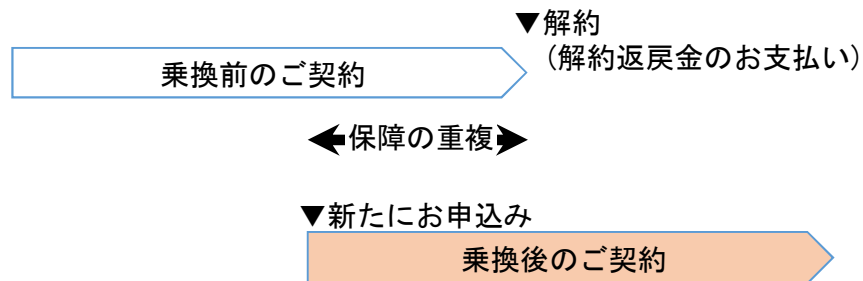 ▼解約
（解約返戻金のお支払い）
乗換前のご契約
保障の重複
▼新たにお申込み
乗換後のご契約